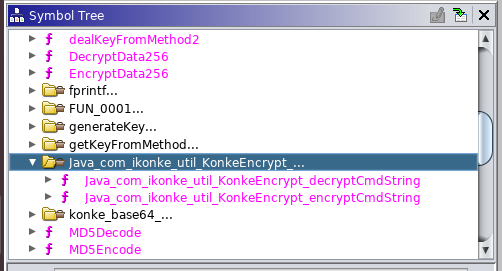 Symbol Tree
dealKeyFromMethod2
DecryptData256
EncryptData256
fprintf...
FUN_0001...
generateKey...
getKeyFromMethod...
Java_com_ikonke_util_KonkeEncrypt_...
Java_com_ikonke_util_KonkeEncrypt_decryptCmdString
Java_com_ikonke_util_KonkeEncrypt_encryptCmdString
konke_base64_...
MD5Decode
MD5Encode